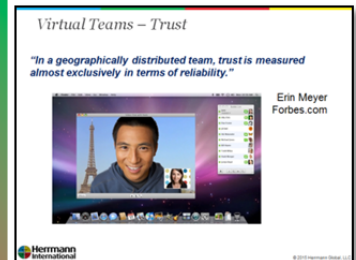 Virtual Teams – Trust
"In a geographically distributed team, trust is measured
almost exclusively in terms of reliability."
Erin Meyer
Forbes.com
Herrmann
International